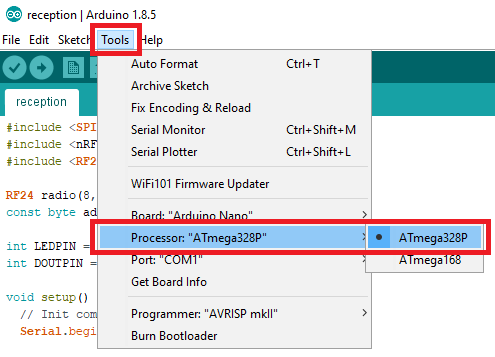 reception | Arduino 1.8.5
File Edit Sketch Tools Help
Auto Format Ctrl+T
Archive Sketch
Fix Encoding & Reload
Serial Monitor Ctrl+Shift+M
Serial Plotter Ctrl+Shift+L
WiFi101 Firmware Updater
Board: "Arduino Nano"
Processor: "ATmega328P"
Port: "COM1"
Get Board Info
Programmer: "AVRISP mkII"
Burn Bootloader
ATmega328P
ATmega168
reception
#include <SPI
#include <nRF
#include <RF2
RF24 radio(8,
const byte ad
int LEDPIN =
int DOUTPIN =
void setup()
// Init com
Serial.begi